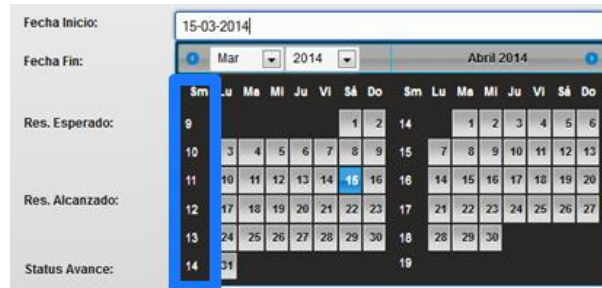 Fecha Inicio: 15-03-2014
Fecha Fin: Mar 2014 Abril 2014
Sm Lu Ma Mi Ju Vi Sá Do Sm Lu Ma Mi Ju Vi Sá Do
Res. Esperado: 9 1 2 14 1 2 3 4 5 6
10 3 4 5 6 7 8 9 15 7 8 9 10 11 12 13
11 10 11 12 13 14 15 16 16 14 15 16 17 18 19 20
Res. Alcanzado: 12 17 18 19 20 21 22 23 17 21 22 23 24 25 26 27
13 24 25 26 27 28 29 30 18 28 29 30
Status Avance: 14 31 19